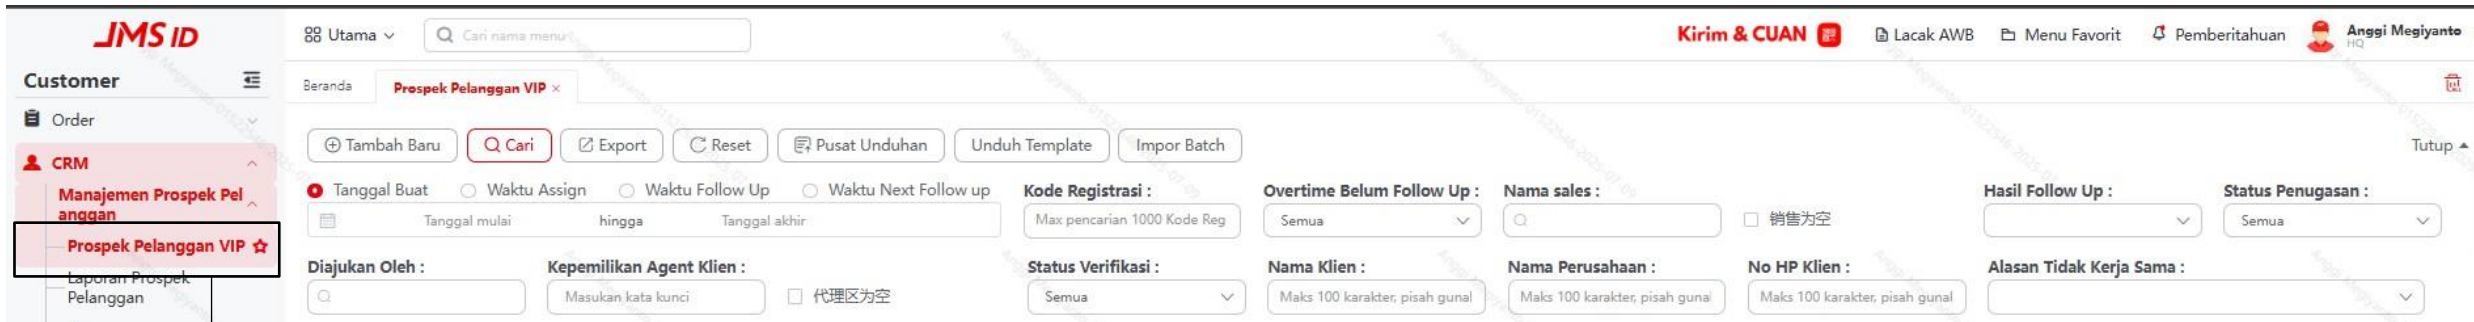 JMS ID
Utama
Cari nama menu
Kirim & CUAN
Lacak AWB
Menu Favorit
Pemberitahuan
Anggi Megiyanto
HQ
Customer
Order
CRM
Manajemen Prospek Pel
anggan
Prospek Pelanggan VIP
Laporan Prospek
Pelanggan
Beranda
Prospek Pelanggan VIP ×
Tambah Baru
Cari
Export
Reset
Pusat Unduhan
Unduh Template
Impor Batch
Tutup
Tanggal Buat
Waktu Assign
Waktu Follow Up
Waktu Next Follow up
Tanggal mulai hingga Tanggal akhir
Kode Registrasi :
Max pencarian 1000 Kode Reg
Overtime Belum Follow Up :
Semua
Nama sales :
销售为空
Hasil Follow Up :
Status Penugasan :
Semua
Diajukan Oleh :
Kepemilikan Agent Klien :
Masukan kata kunci
代理区为空
Status Verifikasi :
Semua
Nama Klien :
Maks 100 karakter, pisah gunal
Nama Perusahaan :
Maks 100 karakter, pisah gunal
No HP Klien :
Maks 100 karakter, pisah gunal
Alasan Tidak Kerja Sama :